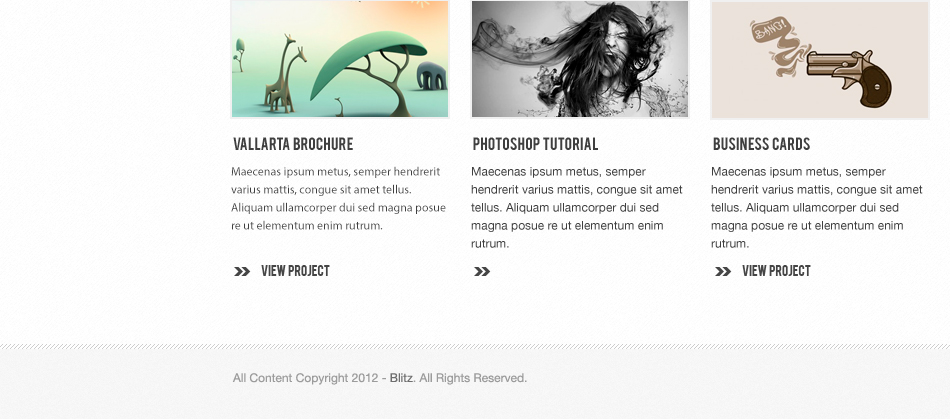 BANG!
VALLARTA BROCHURE
Maecenas ipsum metus, semper hendrerit
varius mattis, congue sit amet tellus.
Aliquam ullamcorper dui sed magna posue
re ut elementum enim rutrum.
VIEW PROJECT
PHOTOSHOP TUTORIAL
Maecenas ipsum metus, semper
hendrerit varius mattis, congue sit amet
tellus. Aliquam ullamcorper dui sed
magna posue re ut elementum enim
rutrum.
BUSINESS CARDS
Maecenas ipsum metus, semper
hendrerit varius mattis, congue sit amet
tellus. Aliquam ullamcorper dui sed
magna posue re ut elementum enim
rutrum.
VIEW PROJECT
All Content Copyright 2012 - Blitz. All Rights Reserved.